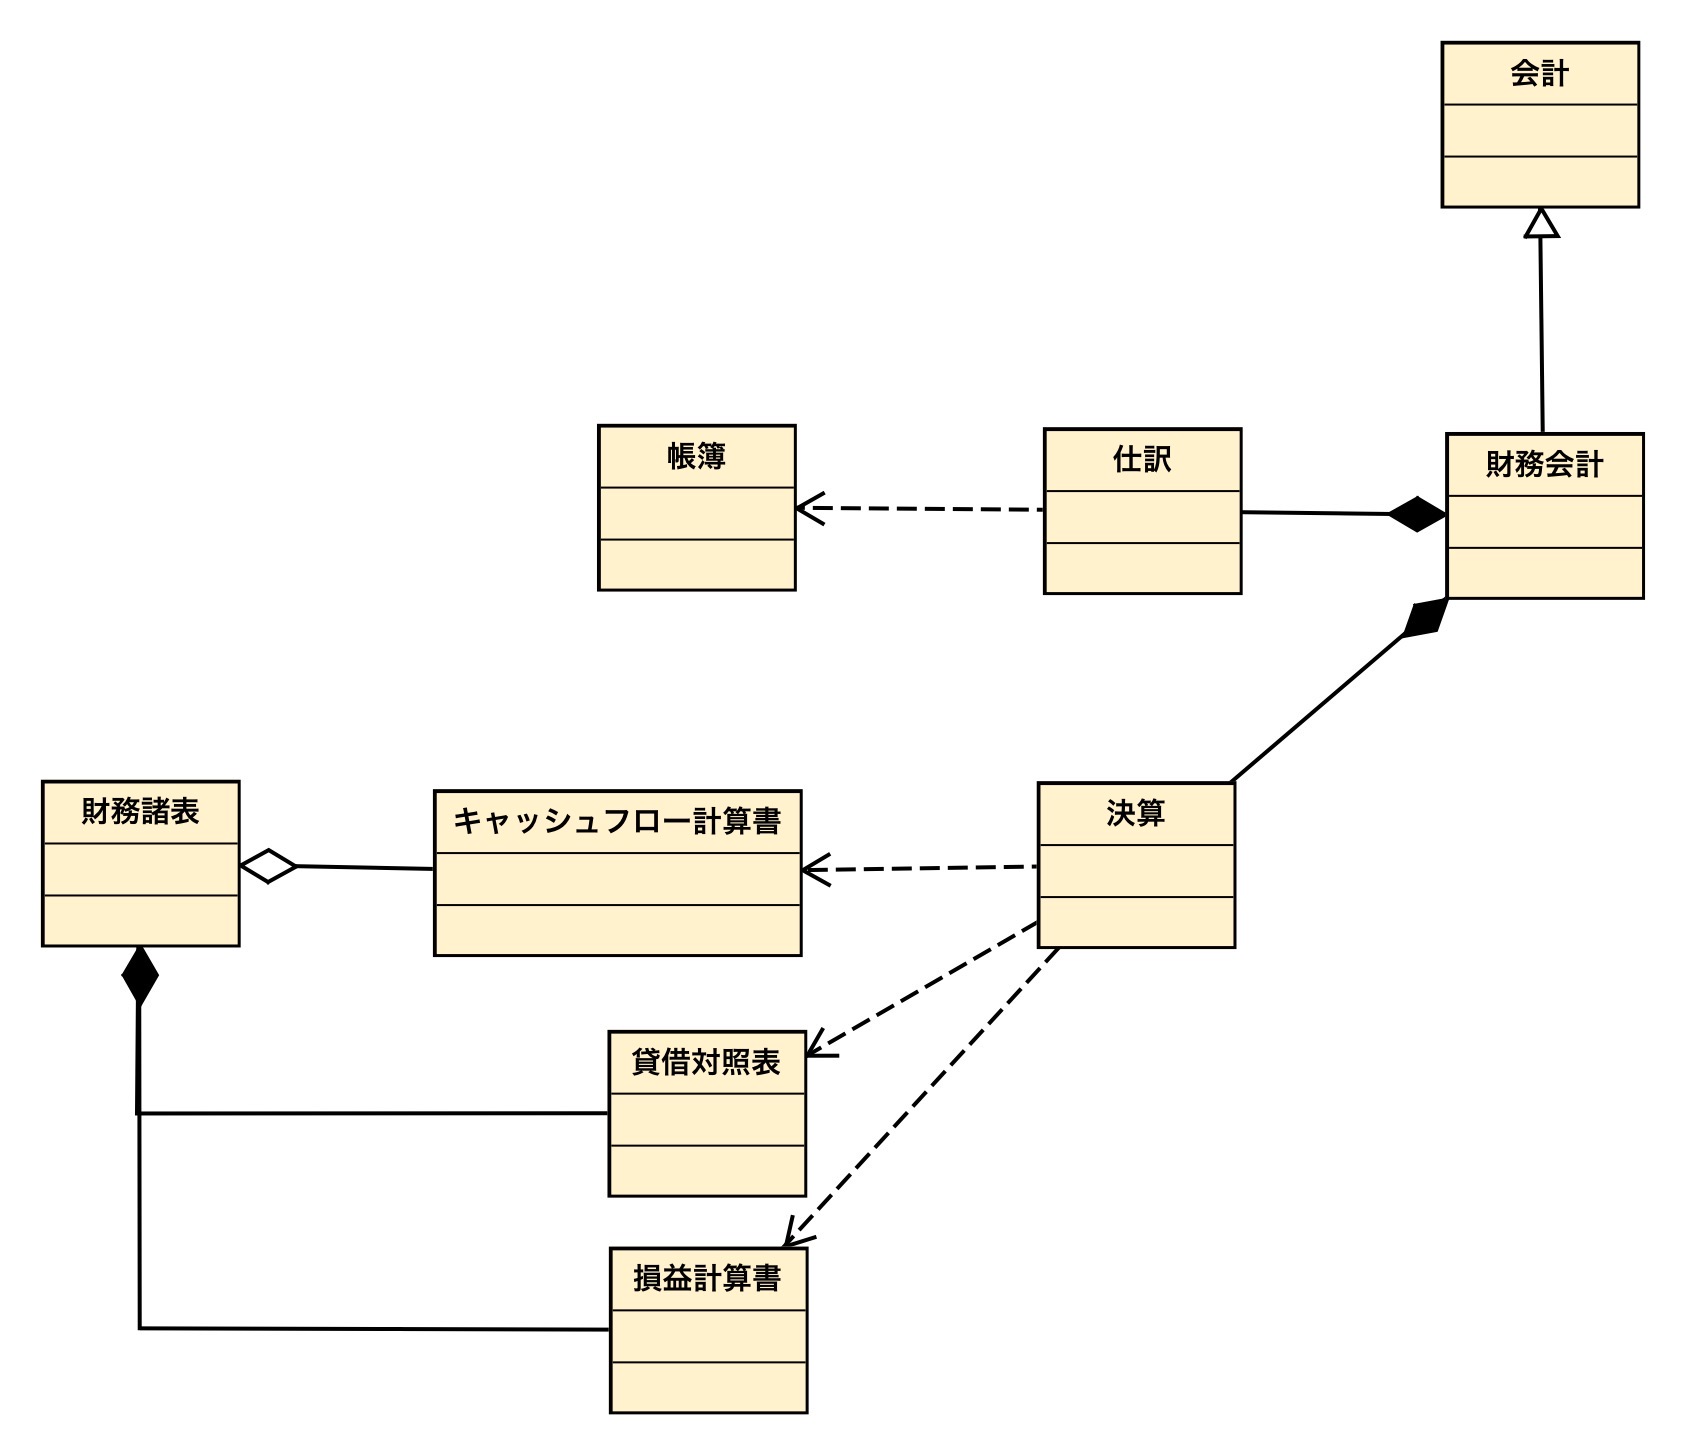 会計
帳簿
仕訳
財務会計
財務諸表
キャッシュフロー計算書
決算
貸借対照表
損益計算書